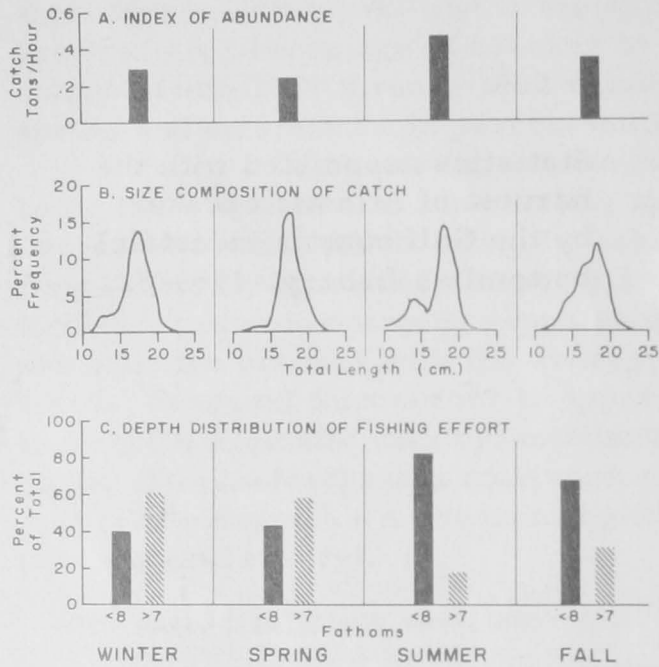 A. INDEX OF ABUNDANCE
Catch
Tons/Hour
0.6
.4
.2
0
B. SIZE COMPOSITION OF CATCH
Percent
Frequency
20
15
10
5
0
10 15 20 25 10 15 20 25 10 15 20 25 10 15 20 25
Total Length (cm.)
C. DEPTH DISTRIBUTION OF FISHING EFFORT
Percent
of Total
100
80
60
40
20
0
<8 >7 <8 >7 <8 >7 <8 >7
Fathoms
WINTER SPRING SUMMER FALL